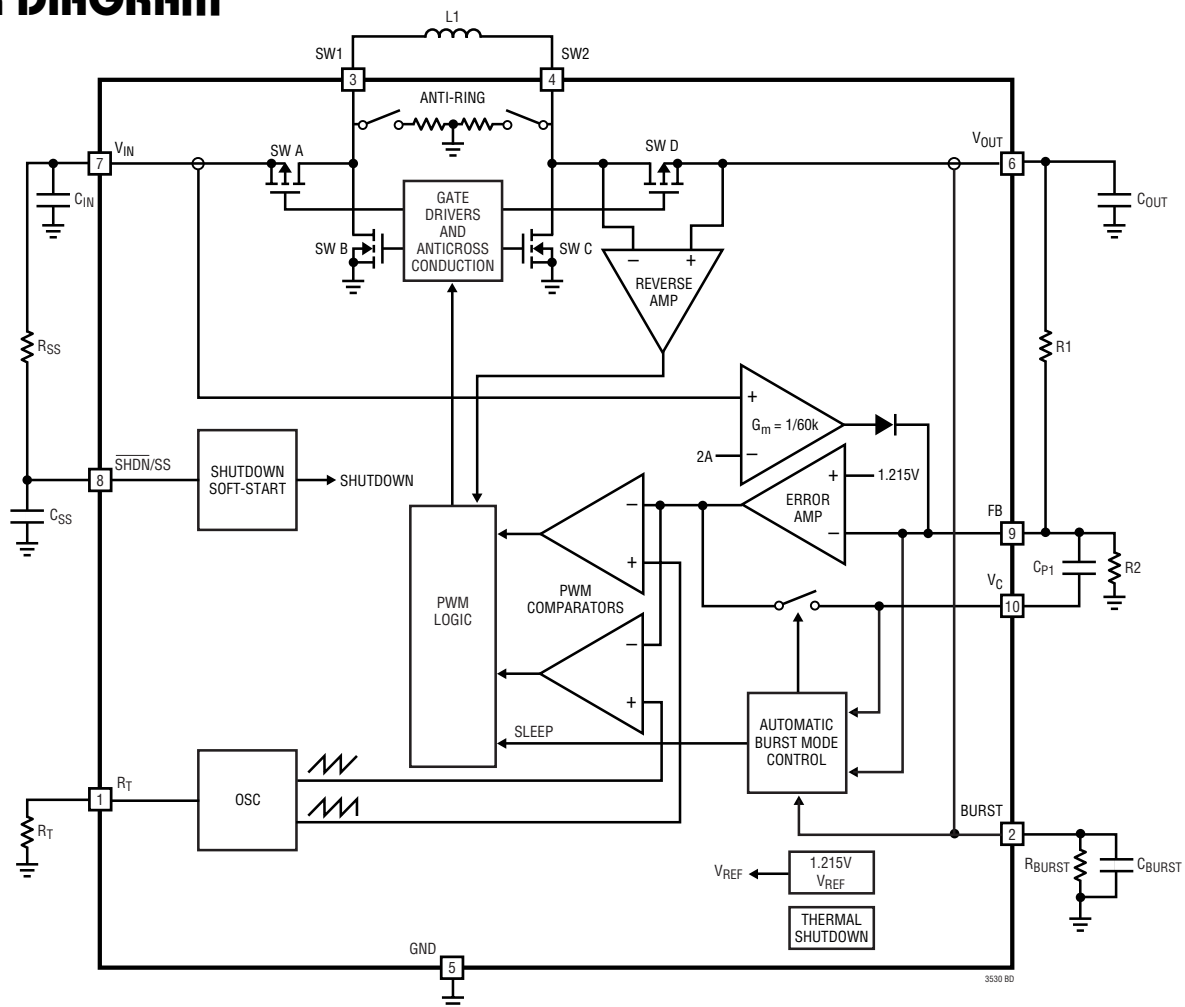 DIAGRAM
L1
SW1
SW2
3
4
ANTI-RING
VIN
7
SW A
SW D
VOUT
6
CIN
COUT
GATE
DRIVERS
AND
ANTICROSS
CONDUCTION
SW B
SW C
–
+
REVERSE
AMP
RSS
R1
+
Gm = 1/60k
2A
–
SHDN/SS
8
SHUTDOWN
SOFT-START
SHUTDOWN
+
1.215V
ERROR
AMP
–
CSS
FB
9
–
+
PWM
COMPARATORS
PWM
LOGIC
CP1
R2
VC
10
–
+
AUTOMATIC
BURST MODE
CONTROL
SLEEP
RT
1
OSC
RT
BURST
2
RBURST
CBURST
VREF
1.215V
VREF
THERMAL
SHUTDOWN
GND
5
3530 BD